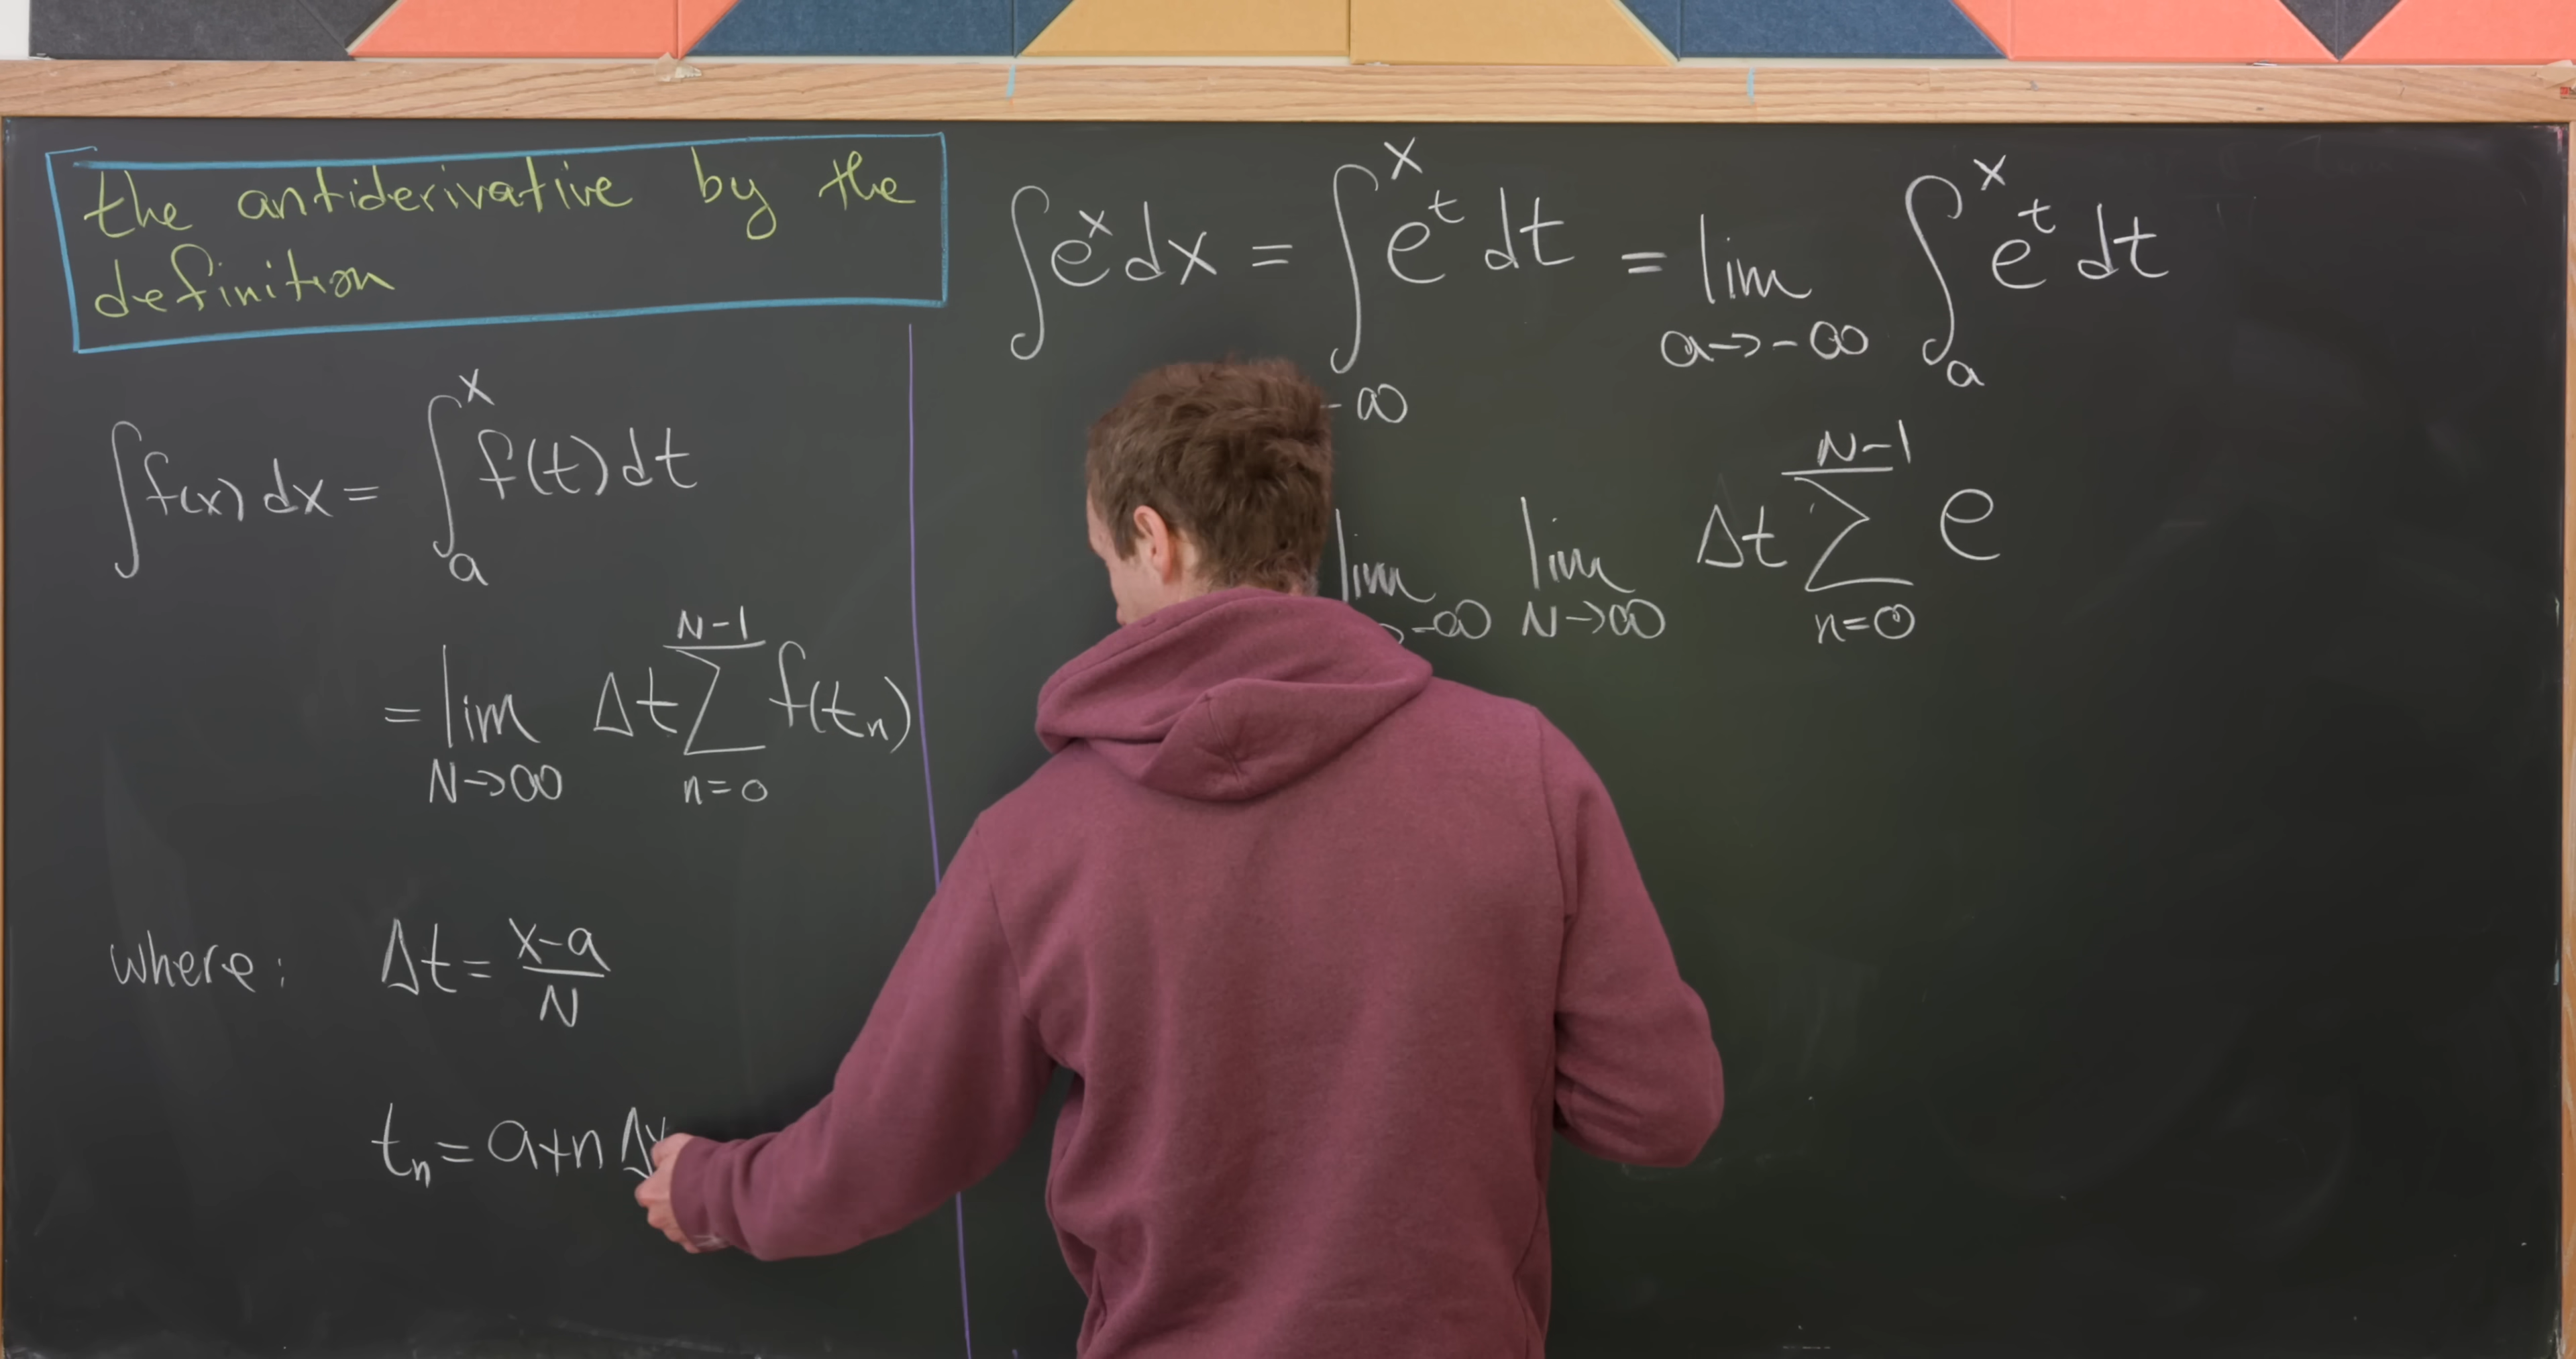 the antiderivative by the
definition
∫f(x) dx = ∫_a^x f(t) dt
= lim_{N→∞} Δt ∑_{n=0}^{N-1} f(t_n)
where: Δt = (x-a)/N
t_n = a+n Δ
∫e^x dx = ∫_{-∞}^x e^t dt = lim_{a→-∞} ∫_a^x e^t dt
lim_{→-∞} lim_{N→∞} Δt ∑_{n=0}^{N-1} e